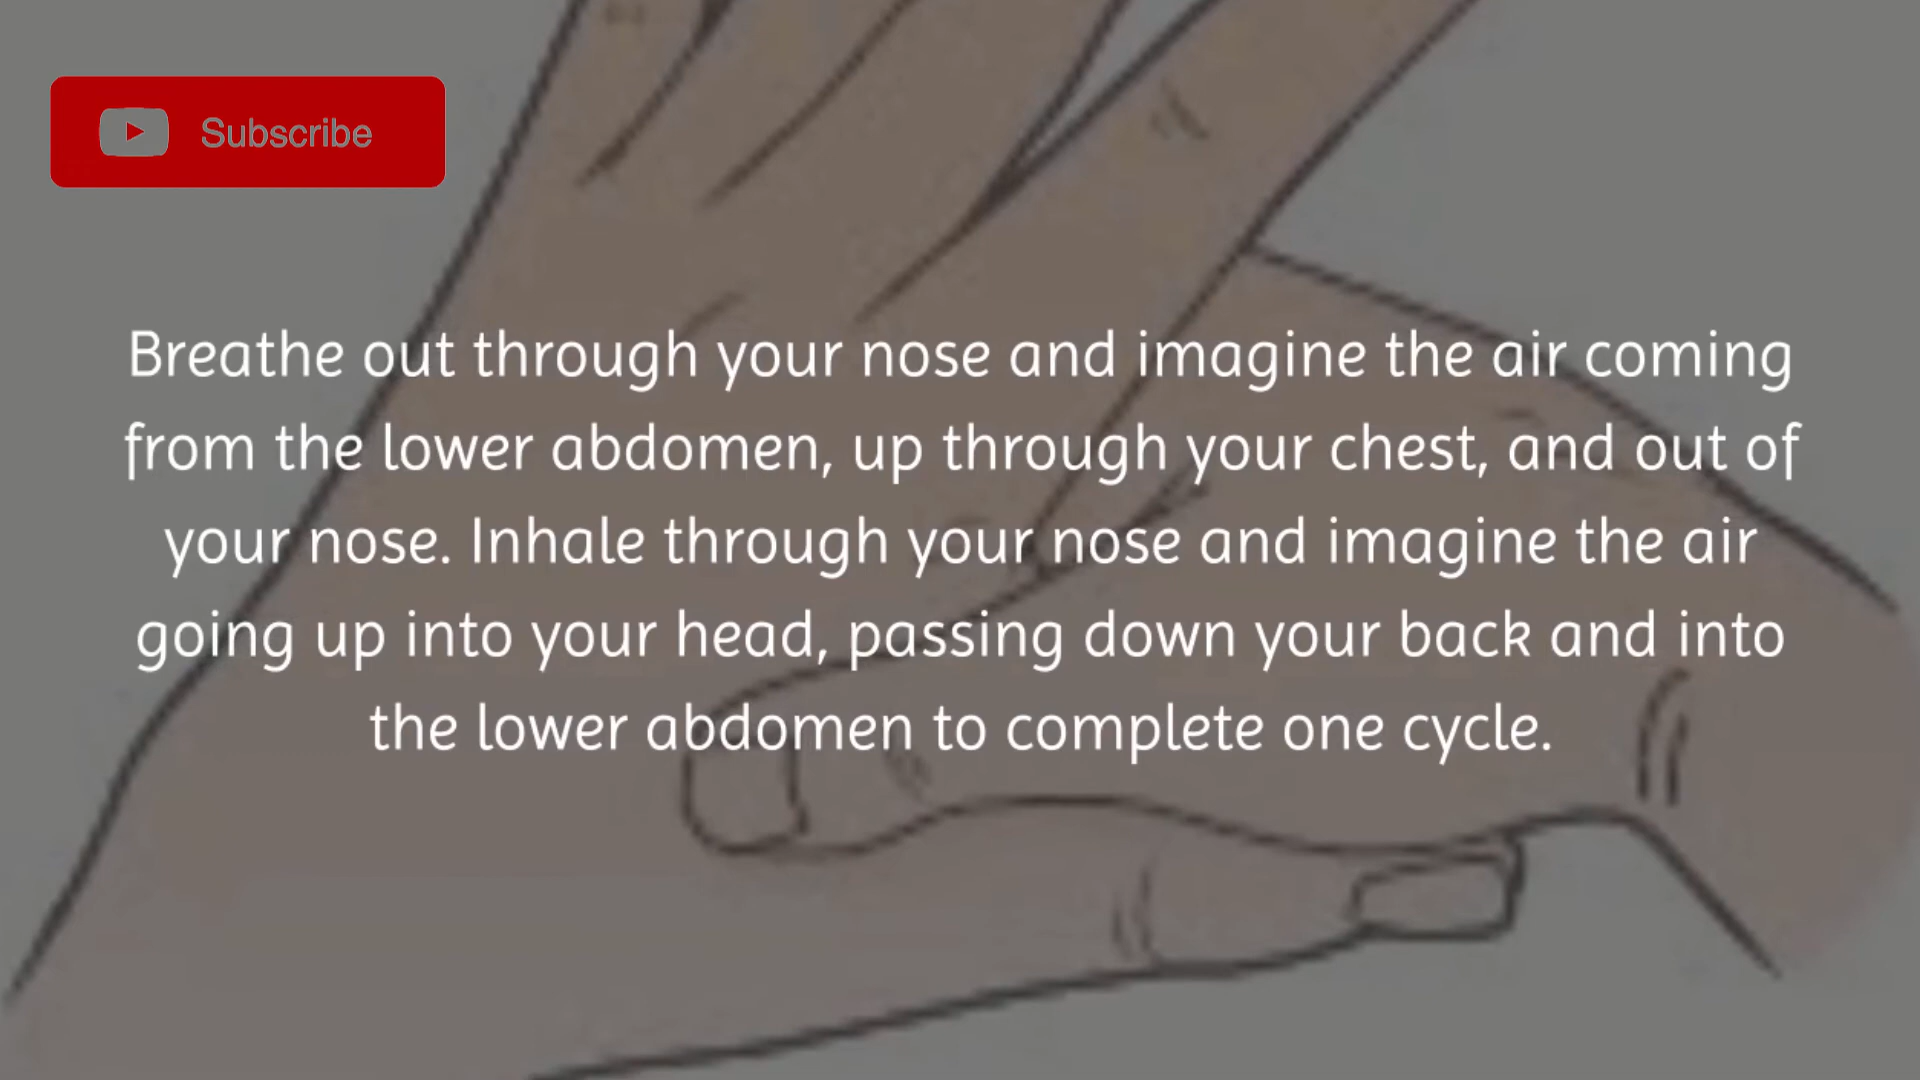 Subscribe
Breathe out through your nose and imagine the air coming
from the lower abdomen, up through your chest, and out of
your nose. Inhale through your nose and imagine the air
going up into your head, passing down your back and into
the lower abdomen to complete one cycle.